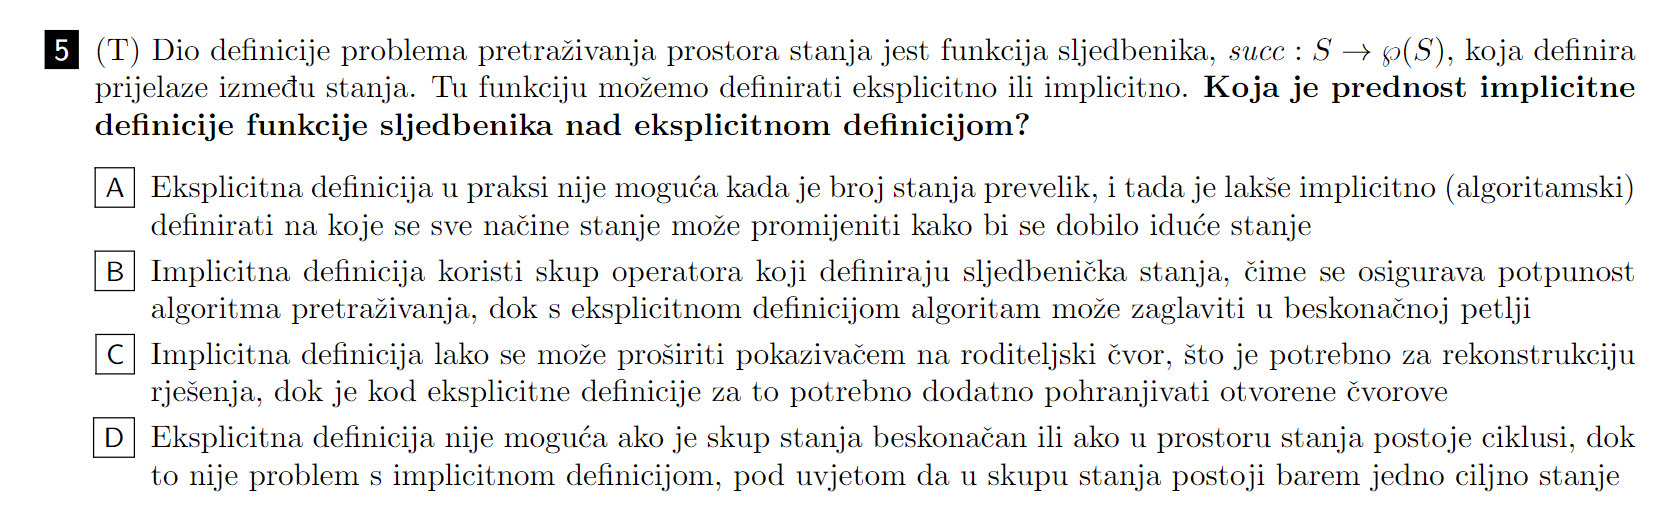 5 (T) Dio definicije problema pretraživanja prostora stanja jest funkcija sljedbenika, succ : S → ℘(S), koja definira
prijelaze između stanja. Tu funkciju možemo definirati eksplicitno ili implicitno. Koja je prednost implicitne
definicije funkcije sljedbenika nad eksplicitnom definicijom?
A Eksplicitna definicija u praksi nije moguća kada je broj stanja prevelik, i tada je lakše implicitno (algoritamski)
definirati na koje se sve načine stanje može promijeniti kako bi se dobilo iduće stanje
B Implicitna definicija koristi skup operatora koji definiraju sljedbenička stanja, čime se osigurava potpunost
algoritma pretraživanja, dok s eksplicitnom definicijom algoritam može zaglaviti u beskonačnoj petlji
C Implicitna definicija lako se može proširiti pokazivačem na roditeljski čvor, što je potrebno za rekonstrukciju
rješenja, dok je kod eksplicitne definicije za to potrebno dodatno pohranjivati otvorene čvorove
D Eksplicitna definicija nije moguća ako je skup stanja beskonačan ili ako u prostoru stanja postoje ciklusi, dok
to nije problem s implicitnom definicijom, pod uvjetom da u skupu stanja postoji barem jedno ciljno stanje